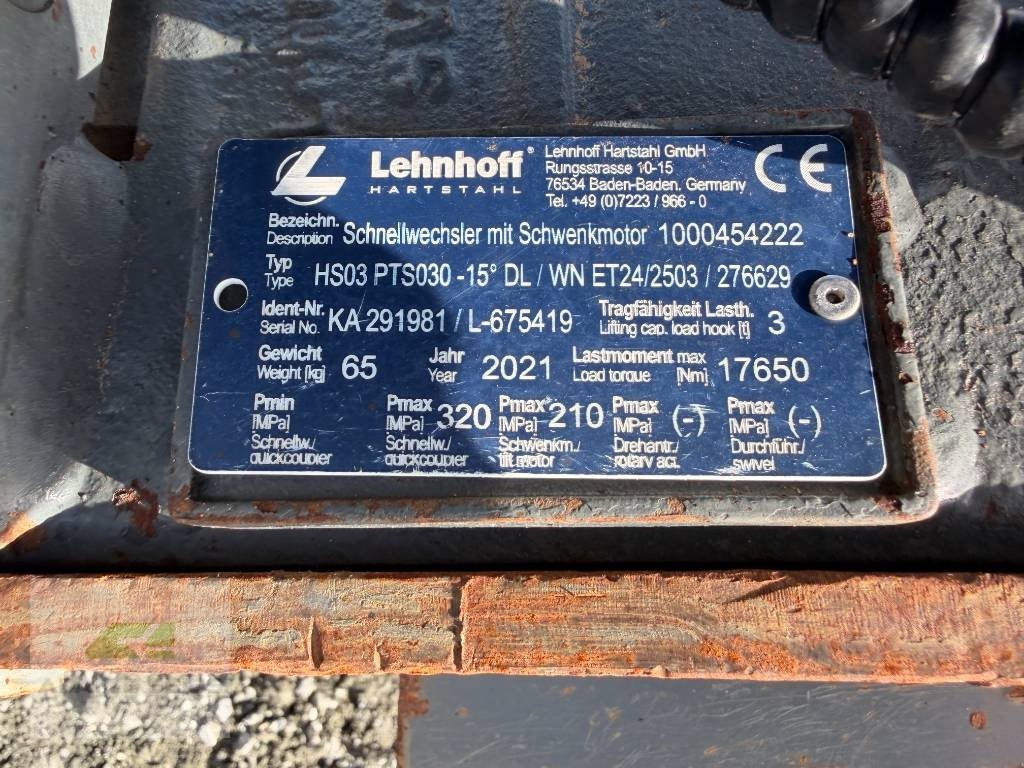 Lehnhoff®
HARTSTAHL
Lehnhoff Hartstahl GmbH
Rungsstrasse 10-15
76534 Baden-Baden. Germany
Tel. +49 (0)7223 / 966 - 0
CE
Bezeichn.
Description Schnellwechsler mit Schwenkmotor 1000454222
Typ
Type HS03 PTS030 -15° DL / WN ET24/2503 / 276629
Ident-Nr.
Serial No. KA 291981 / L-675419
Tragfähigkeit Lasth.
Lifting cap. load hook [t] 3
Gewicht
Weight [kg] 65
Jahr
Year 2021
Lastmoment max
Load torque [Nm] 17650
Pmin
[MPa]
Schnellw./
quickcoupler
Pmax
[MPa] 320
Schnellw./
quickcoupler
Pmax
[MPa] 210
Schwenkm./
tilt motor
Pmax
[MPa] (-)
Drehantr./
rotary act.
Pmax
[MPa] (-)
Durchführ./
swivel